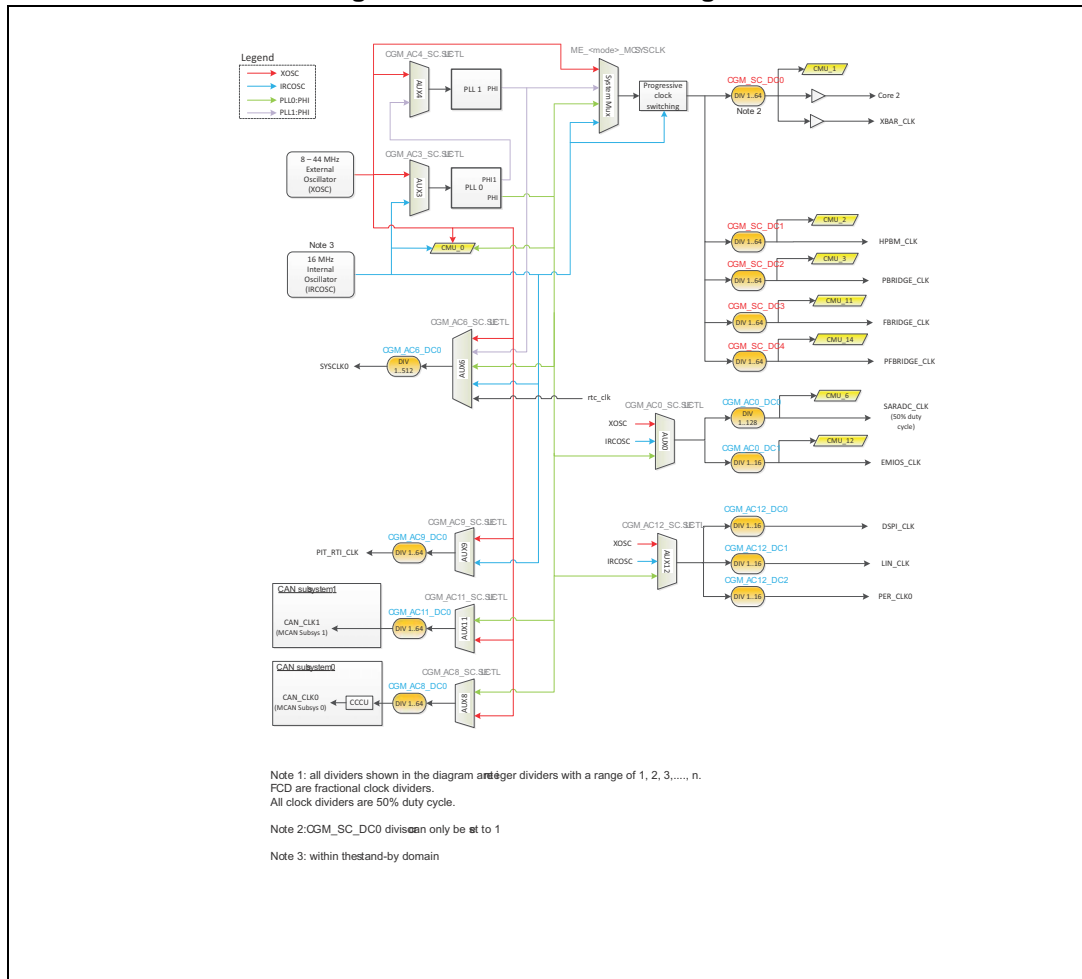 Legend
XOSC
IRCOSC
PLL0:PHI
PLL1:PHI
CGM_AC4_SC.SELCTL
AUX4
PLL 1
PHI
ME_<mode>_MC.SYSCLK
System Mux
Progressive
clock
switching
CGM_SC_DC0
DIV 1..64
Note 2
CMU_1
Core 2
XBAR_CLK
8 – 44 MHz
External
Oscillator
(XOSC)
CGM_AC3_SC.SELCTL
AUX3
PLL 0
PHI1
PHI
CMU_0
Note 3
16 MHz
Internal
Oscillator
(IRCOSC)
CGM_SC_DC1
DIV 1..64
CMU_2
HPBM_CLK
CGM_SC_DC2
DIV 1..64
CMU_3
PBRIDGE_CLK
CGM_SC_DC3
DIV 1..64
CMU_11
FBRIDGE_CLK
CGM_SC_DC4
DIV 1..64
CMU_14
PFBRIDGE_CLK
CGM_AC6_SC.SELCTL
AUX6
CGM_AC6_DC0
DIV
1..512
SYSCLK0
rtc_clk
CGM_AC0_SC.SELCTL
XOSC
IRCOSC
AUX0
CGM_AC0_DC0
DIV
1..128
CMU_6
SARADC_CLK
(50% duty
cycle)
CGM_AC0_DC1
DIV 1..16
CMU_12
EMIOS_CLK
CGM_AC9_SC.SELCTL
AUX9
CGM_AC9_DC0
DIV 1..64
PIT_RTI_CLK
CGM_AC12_SC.SELCTL
XOSC
IRCOSC
AUX12
CGM_AC12_DC0
DIV 1..16
DSPI_CLK
CGM_AC12_DC1
DIV 1..16
LIN_CLK
CGM_AC12_DC2
DIV 1..16
PER_CLK0
CAN subsystem1
CAN_CLK1
(MCAN Subsys 1)
CGM_AC11_DC0
DIV 1..64
CGM_AC11_SC.SELCTL
AUX11
CAN subsystem0
CAN_CLK0
(MCAN Subsys 0)
CCCU
CGM_AC8_DC0
DIV 1..64
CGM_AC8_SC.SELCTL
AUX8
Note 1: all dividers shown in the diagram are integer dividers with a range of 1, 2, 3,...., n.
FCD are fractional clock dividers.
All clock dividers are 50% duty cycle.
Note 2:CGM_SC_DC0 divisor can only be set to 1
Note 3: within the stand-by domain